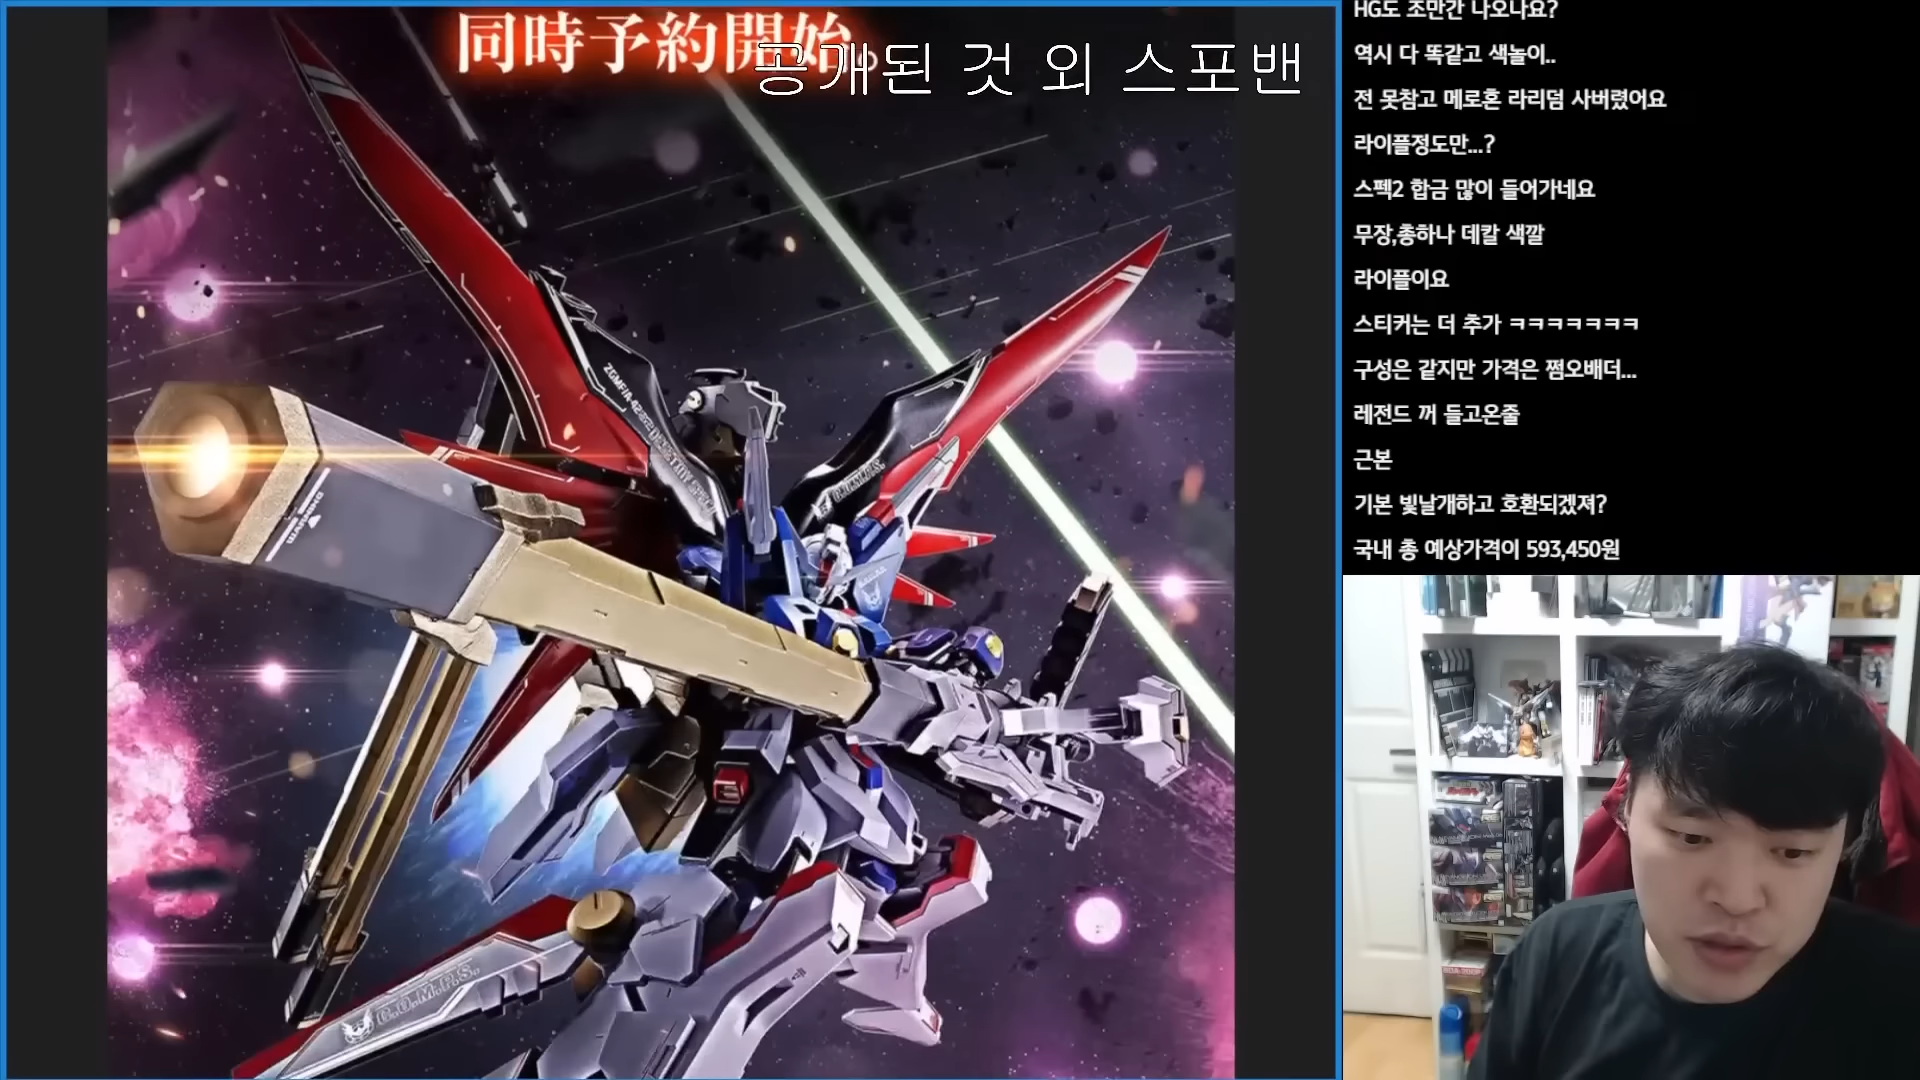 同時予約開始。
공개된 것 외 스포밴
HG도 조만간 나오나요?
역시 다 똑같고 색놀이..
전 못참고 메로혼 라리덤 사버렸어요
라이플정도만...?
스펙2 합금 많이 들어가네요
무장,총하나 데칼 색깔
라이플이요
스티커는 더 추가 ㅋㅋㅋㅋㅋㅋㅋ
구성은 같지만 가격은 쩜오배더...
레전드 꺼 들고온줄
근본
기본 빛날개하고 호환되겠져?
국내 총 예상가격이 593,450원